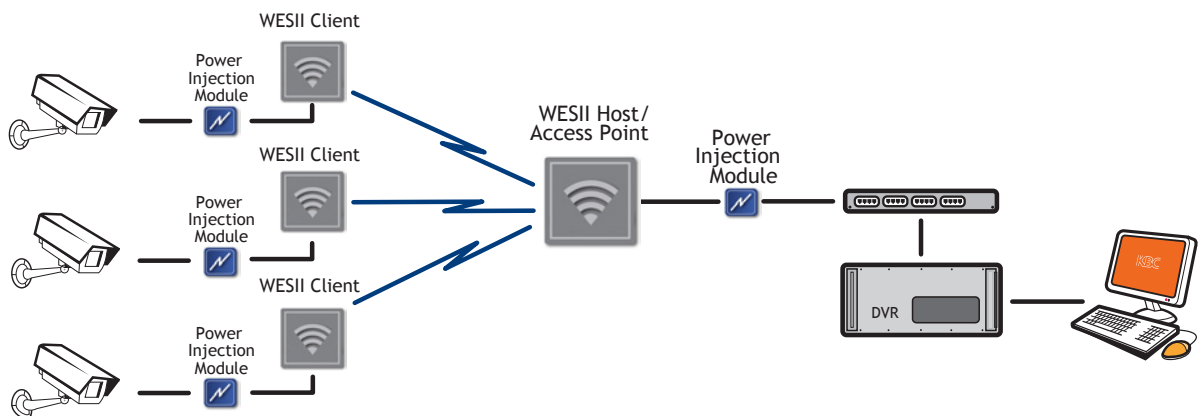 WESII Client
Power
Injection
Module
WESII Client
Power
Injection
Module
WESII Client
Power
Injection
Module
WESII Host/
Access Point
Power
Injection
Module
DVR
KBC